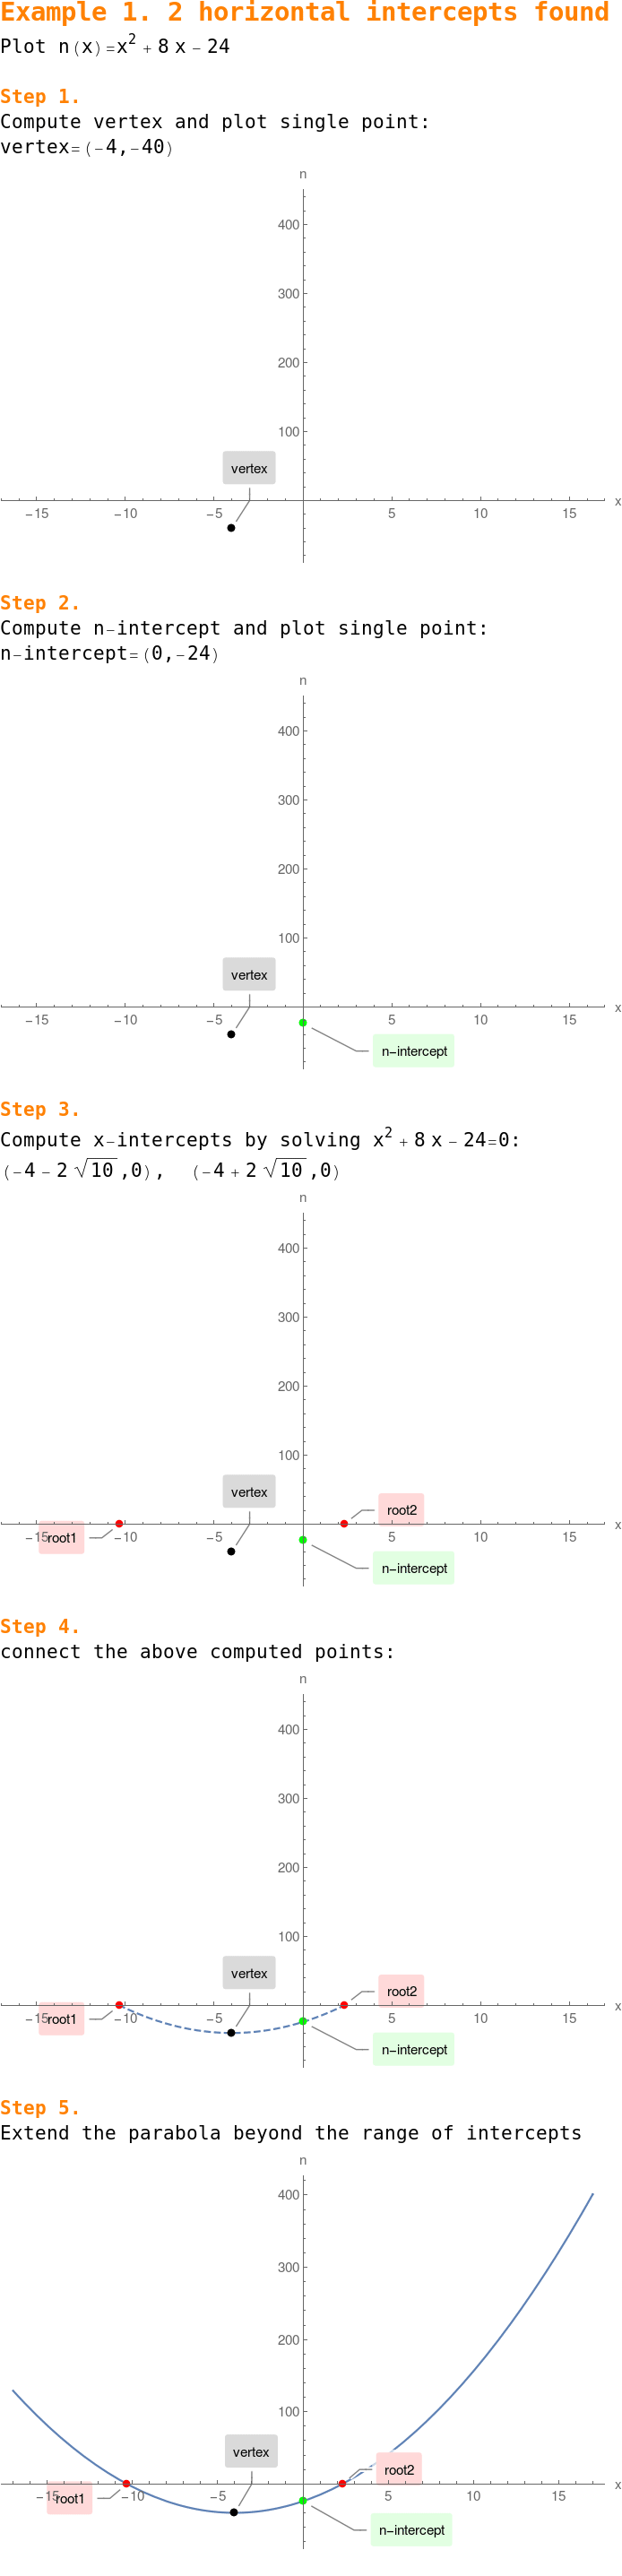 Example 1. 2 horizontal intercepts found
Plot n(x)=x² + 8 x − 24
Step 1.
Compute vertex and plot single point:
vertex=(−4,−40)
n
400
300
200
100
vertex
−15 −10 −5 5 10 15 x
Step 2.
Compute n−intercept and plot single point:
n−intercept=(0,−24)
n
400
300
200
100
vertex
−15 −10 −5 5 10 15 x
n−intercept
Step 3.
Compute x−intercepts by solving x² + 8 x − 24=0:
(−4 − 2 √10 ,0), (−4 + 2 √10 ,0)
n
400
300
200
100
vertex
root2
−15 −10 −5 5 10 15 x
root1
n−intercept
Step 4.
connect the above computed points:
n
400
300
200
100
vertex
root2
−15 −10 −5 5 10 15 x
root1
n−intercept
Step 5.
Extend the parabola beyond the range of intercepts
n
400
300
200
100
vertex
root2
−15 −10 −5 5 10 15 x
root1
n−intercept